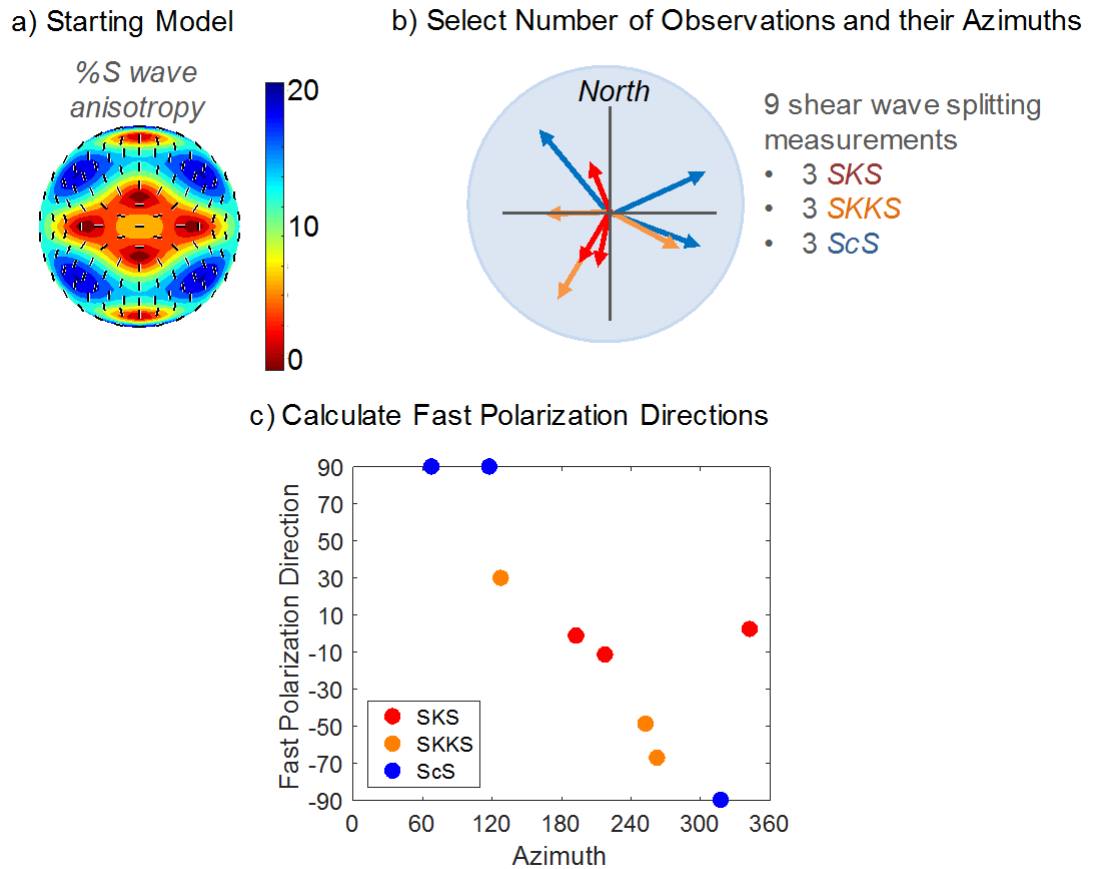 a) Starting Model
b) Select Number of Observations and their Azimuths
%S wave
anisotropy
20
10
0
North
9 shear wave splitting
measurements
• 3 SKS
• 3 SKKS
• 3 ScS
c) Calculate Fast Polarization Directions
Fast Polarization Direction
90
70
50
30
10
-10
-30
-50
-70
-90
SKS
SKKS
ScS
0 60 120 180 240 300 360
Azimuth